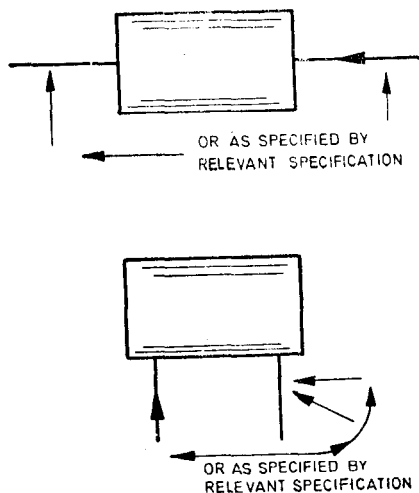 OR AS SPECIFIED BY
RELEVANT SPECIFICATION
OR AS SPECIFIED BY
RELEVANT SPECIFICATION